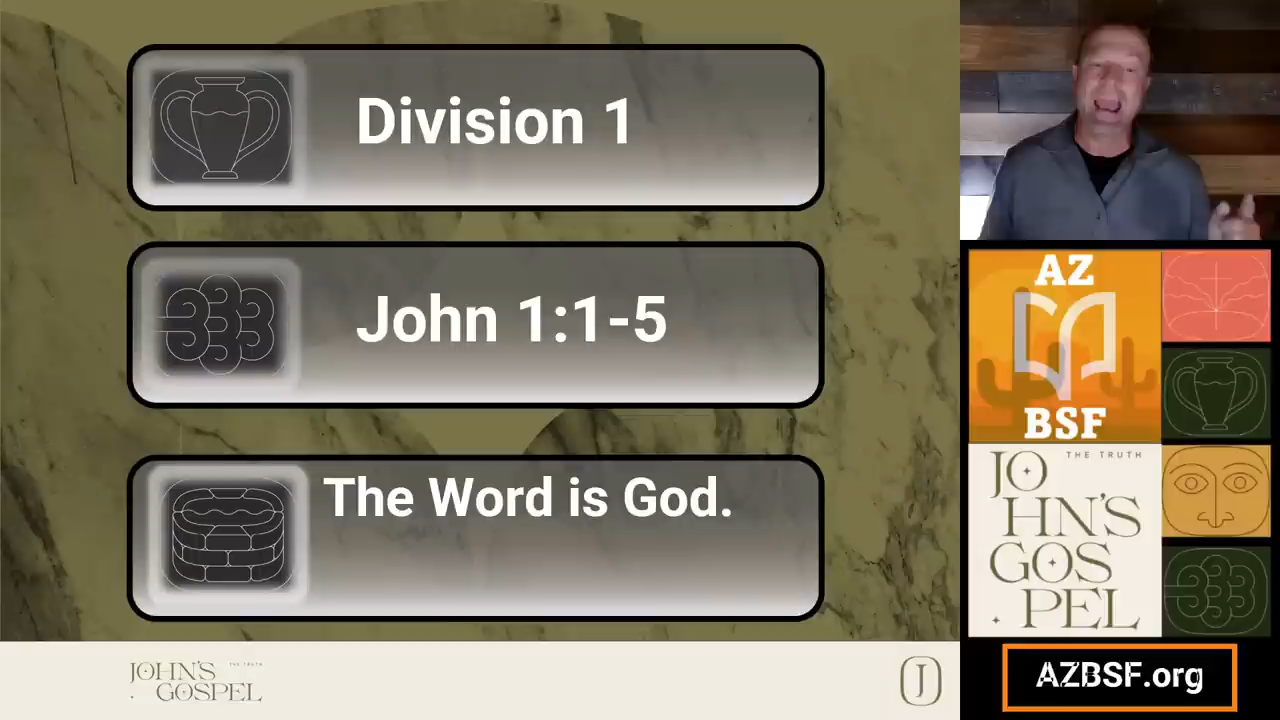 Division 1
John 1:1-5
The Word is God.
JOHN'S THE TRUTH
GOSPEL
J
AZ
BSF
THE TRUTH
JO
HN'S
GOS
PEL
AZBSF.org